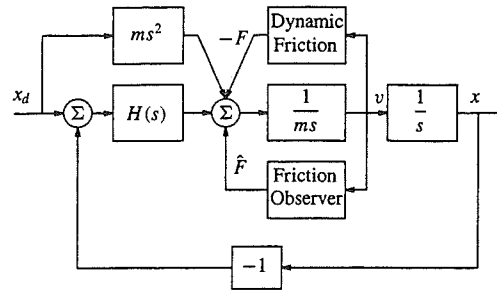 Dynamic
Friction
ms²
−F
x_d
Σ
H(s)
Σ
1/ms
v
1/s
x
F̂
Friction
Observer
−1